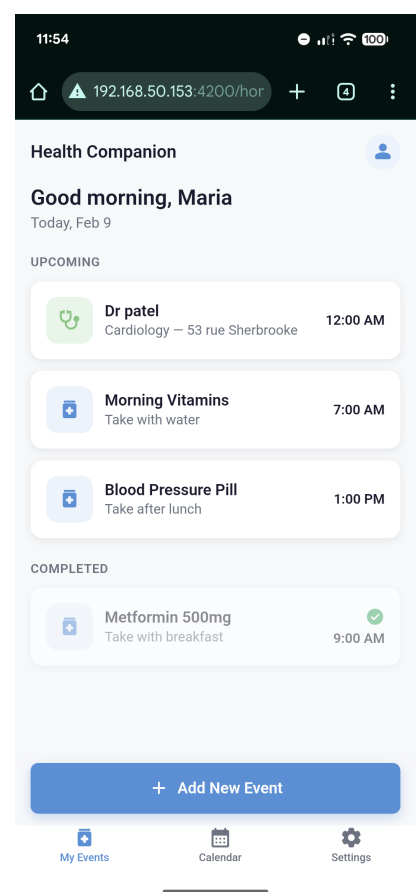 11:54
100
192.168.50.153:4200/hor
4
Health Companion
Good morning, Maria
Today, Feb 9
UPCOMING
Dr patel
Cardiology — 53 rue Sherbrooke
12:00 AM
Morning Vitamins
Take with water
7:00 AM
Blood Pressure Pill
Take after lunch
1:00 PM
COMPLETED
Metformin 500mg
Take with breakfast
9:00 AM
+ Add New Event
My Events
Calendar
Settings